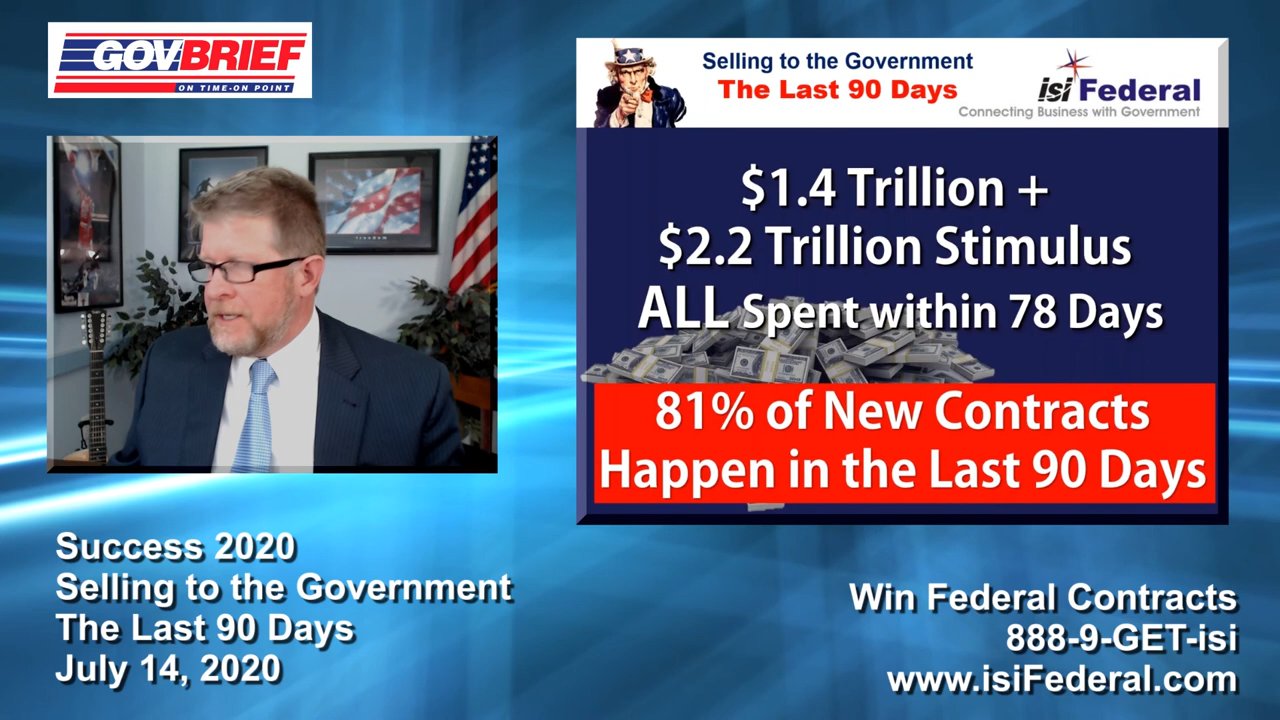 GOVBRIEF
ON TIME-ON POINT
Selling to the Government
The Last 90 Days
isi Federal
Connecting Business with Government
$1.4 Trillion +
$2.2 Trillion Stimulus
ALL Spent within 78 Days
81% of New Contracts
Happen in the Last 90 Days
freedom
Success 2020
Selling to the Government
The Last 90 Days
July 14, 2020
Win Federal Contracts
888-9-GET-isi
www.isiFederal.com